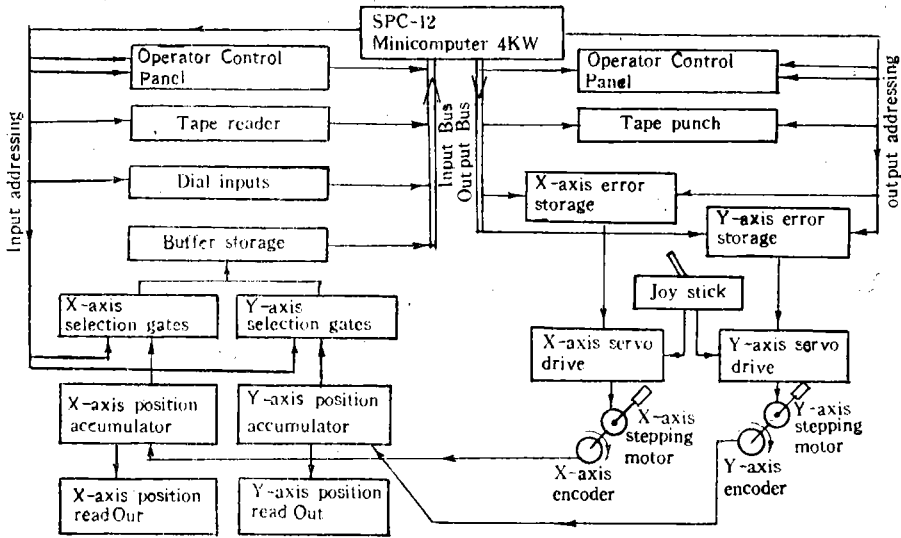 SPC-12
Minicomputer 4KW
Operator Control
Panel
Tape reader
Dial inputs
Buffer storage
X-axis
selection gates
Y-axis
selection gates
X-axis position
accumulator
Y-axis position
accumulator
X-axis position
read Out
Y-axis position
read Out
Input addressing
Input Bus
Output Bus
Operator Control
Panel
Tape punch
X-axis error
storage
Y-axis error
storage
Joy stick
X-axis servo
drive
Y-axis servo
drive
X-axis
stepping
motor
Y-axis
stepping
motor
X-axis
encoder
Y-axis
encoder
output addressing